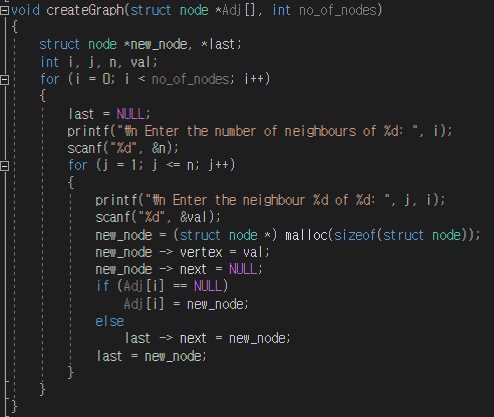 void createGraph(struct node *Adj[], int no_of_nodes)
{
    struct node *new_node, *last;
    int i, j, n, val;
    for (i = 0; i < no_of_nodes; i++)
    {
        last = NULL;
        printf("₩n Enter the number of neighbours of %d: ", i);
        scanf("%d", &n);
        for (j = 1; j <= n; j++)
        {
            printf("₩n Enter the neighbour %d of %d: ", j, i);
            scanf("%d", &val);
            new_node = (struct node *) malloc(sizeof(struct node));
            new_node -> vertex = val;
            new_node -> next = NULL;
            if (Adj[i] == NULL)
                Adj[i] = new_node;
            else
                last -> next = new_node;
            last = new_node;
        }
    }
}